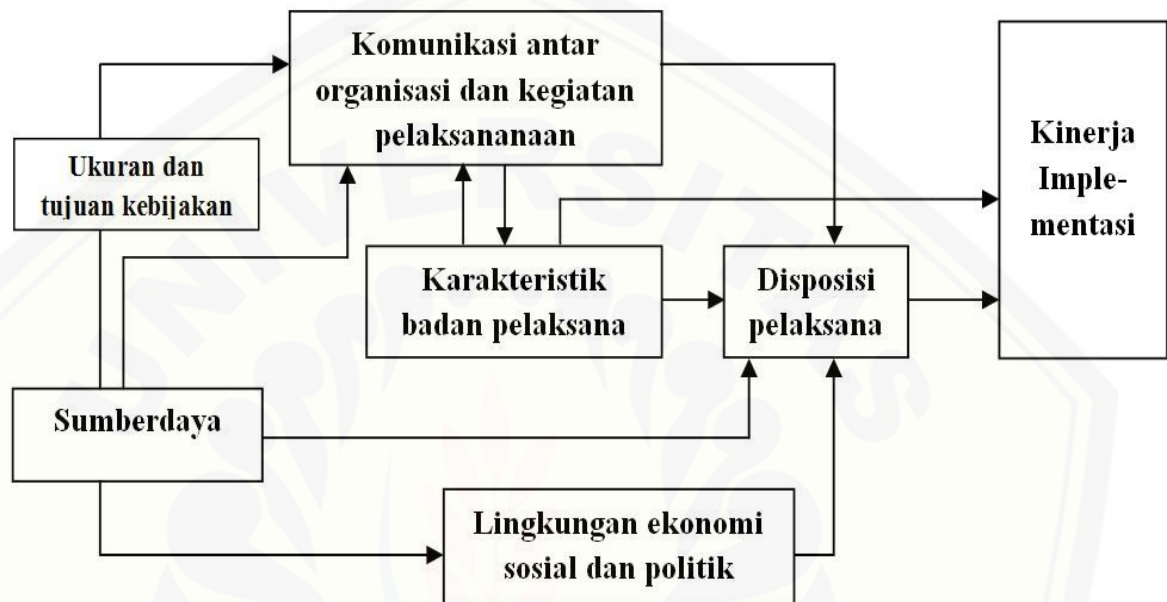 Komunikasi antar
organisasi dan kegiatan
pelaksananaan
Kinerja
Imple-
mentasi
Ukuran dan
tujuan kebijakan
Karakteristik
badan pelaksana
Disposisi
pelaksana
Sumberdaya
Lingkungan ekonomi
sosial dan politik
UNIVERSITAS